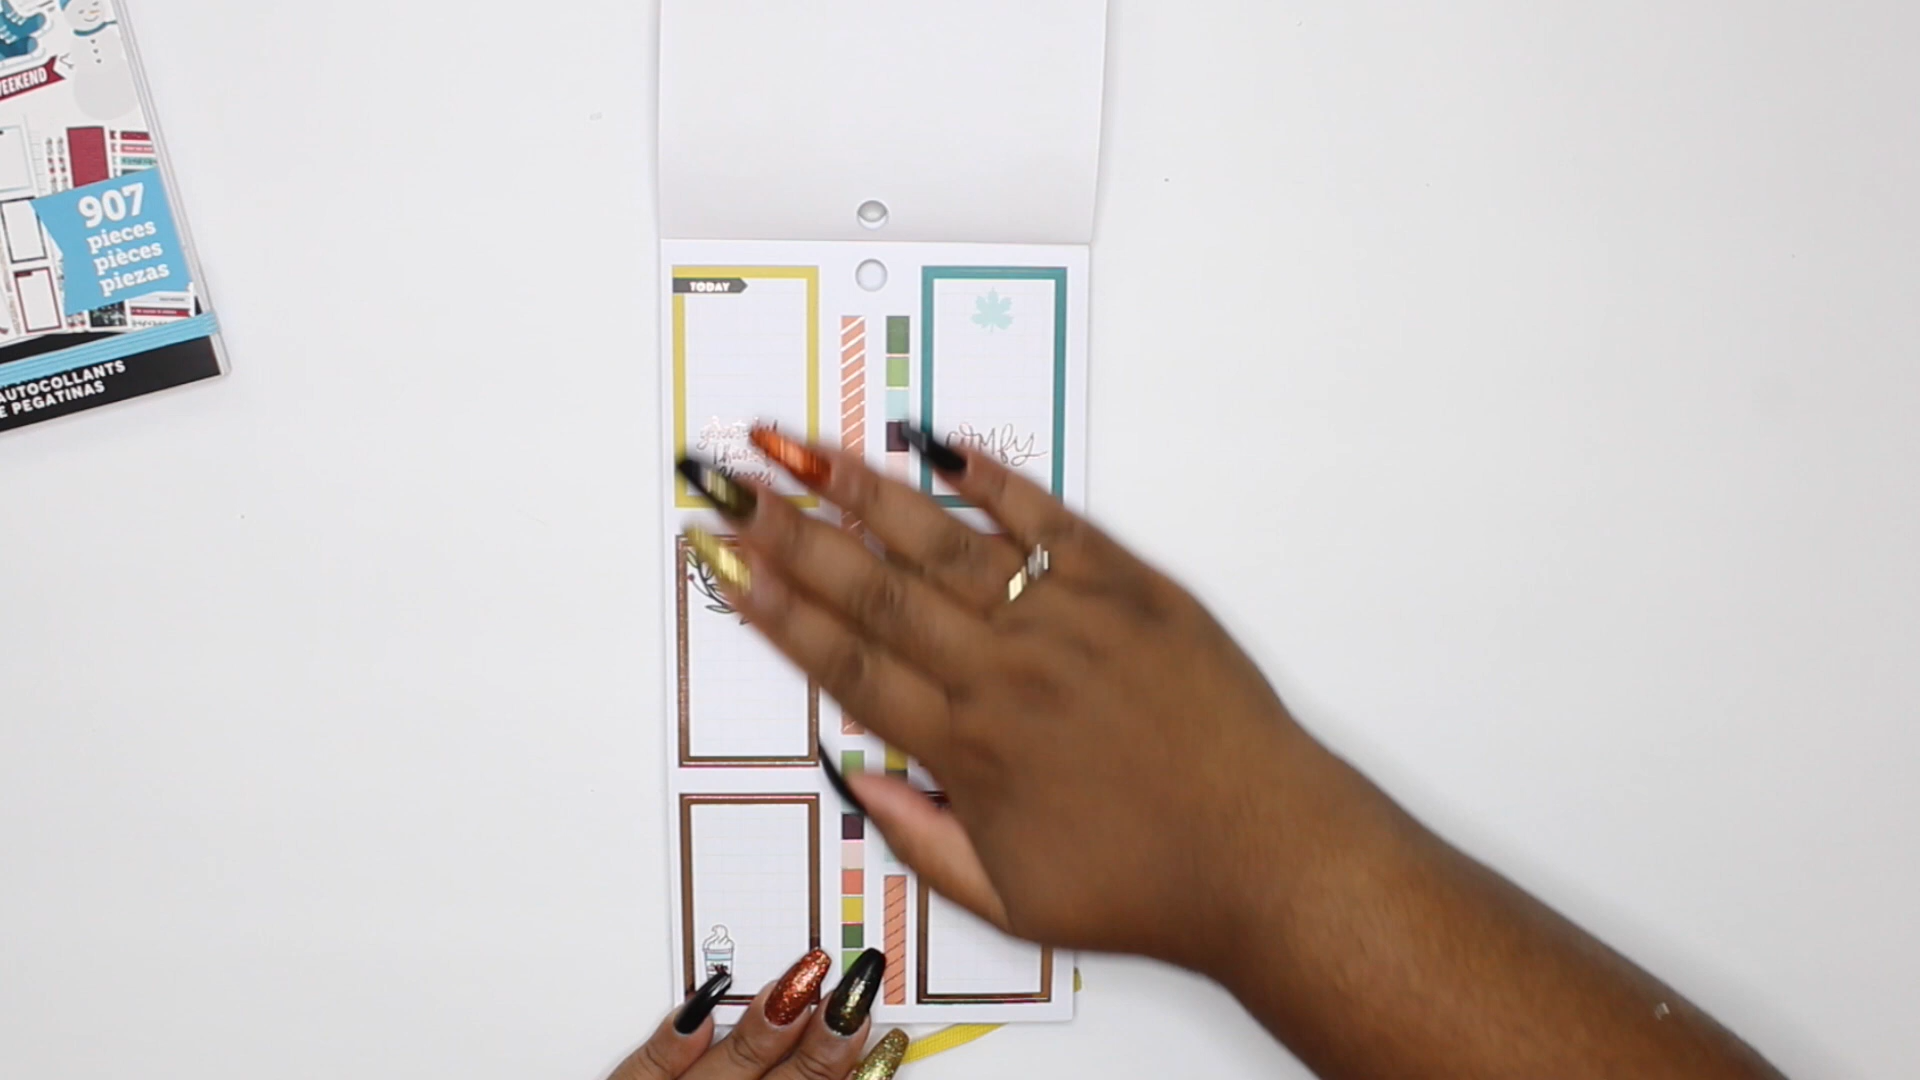 WEEKEND
907
pieces
pièces
piezas
AUTOCOLLANTS
E PEGATINAS
TODAY
comfy